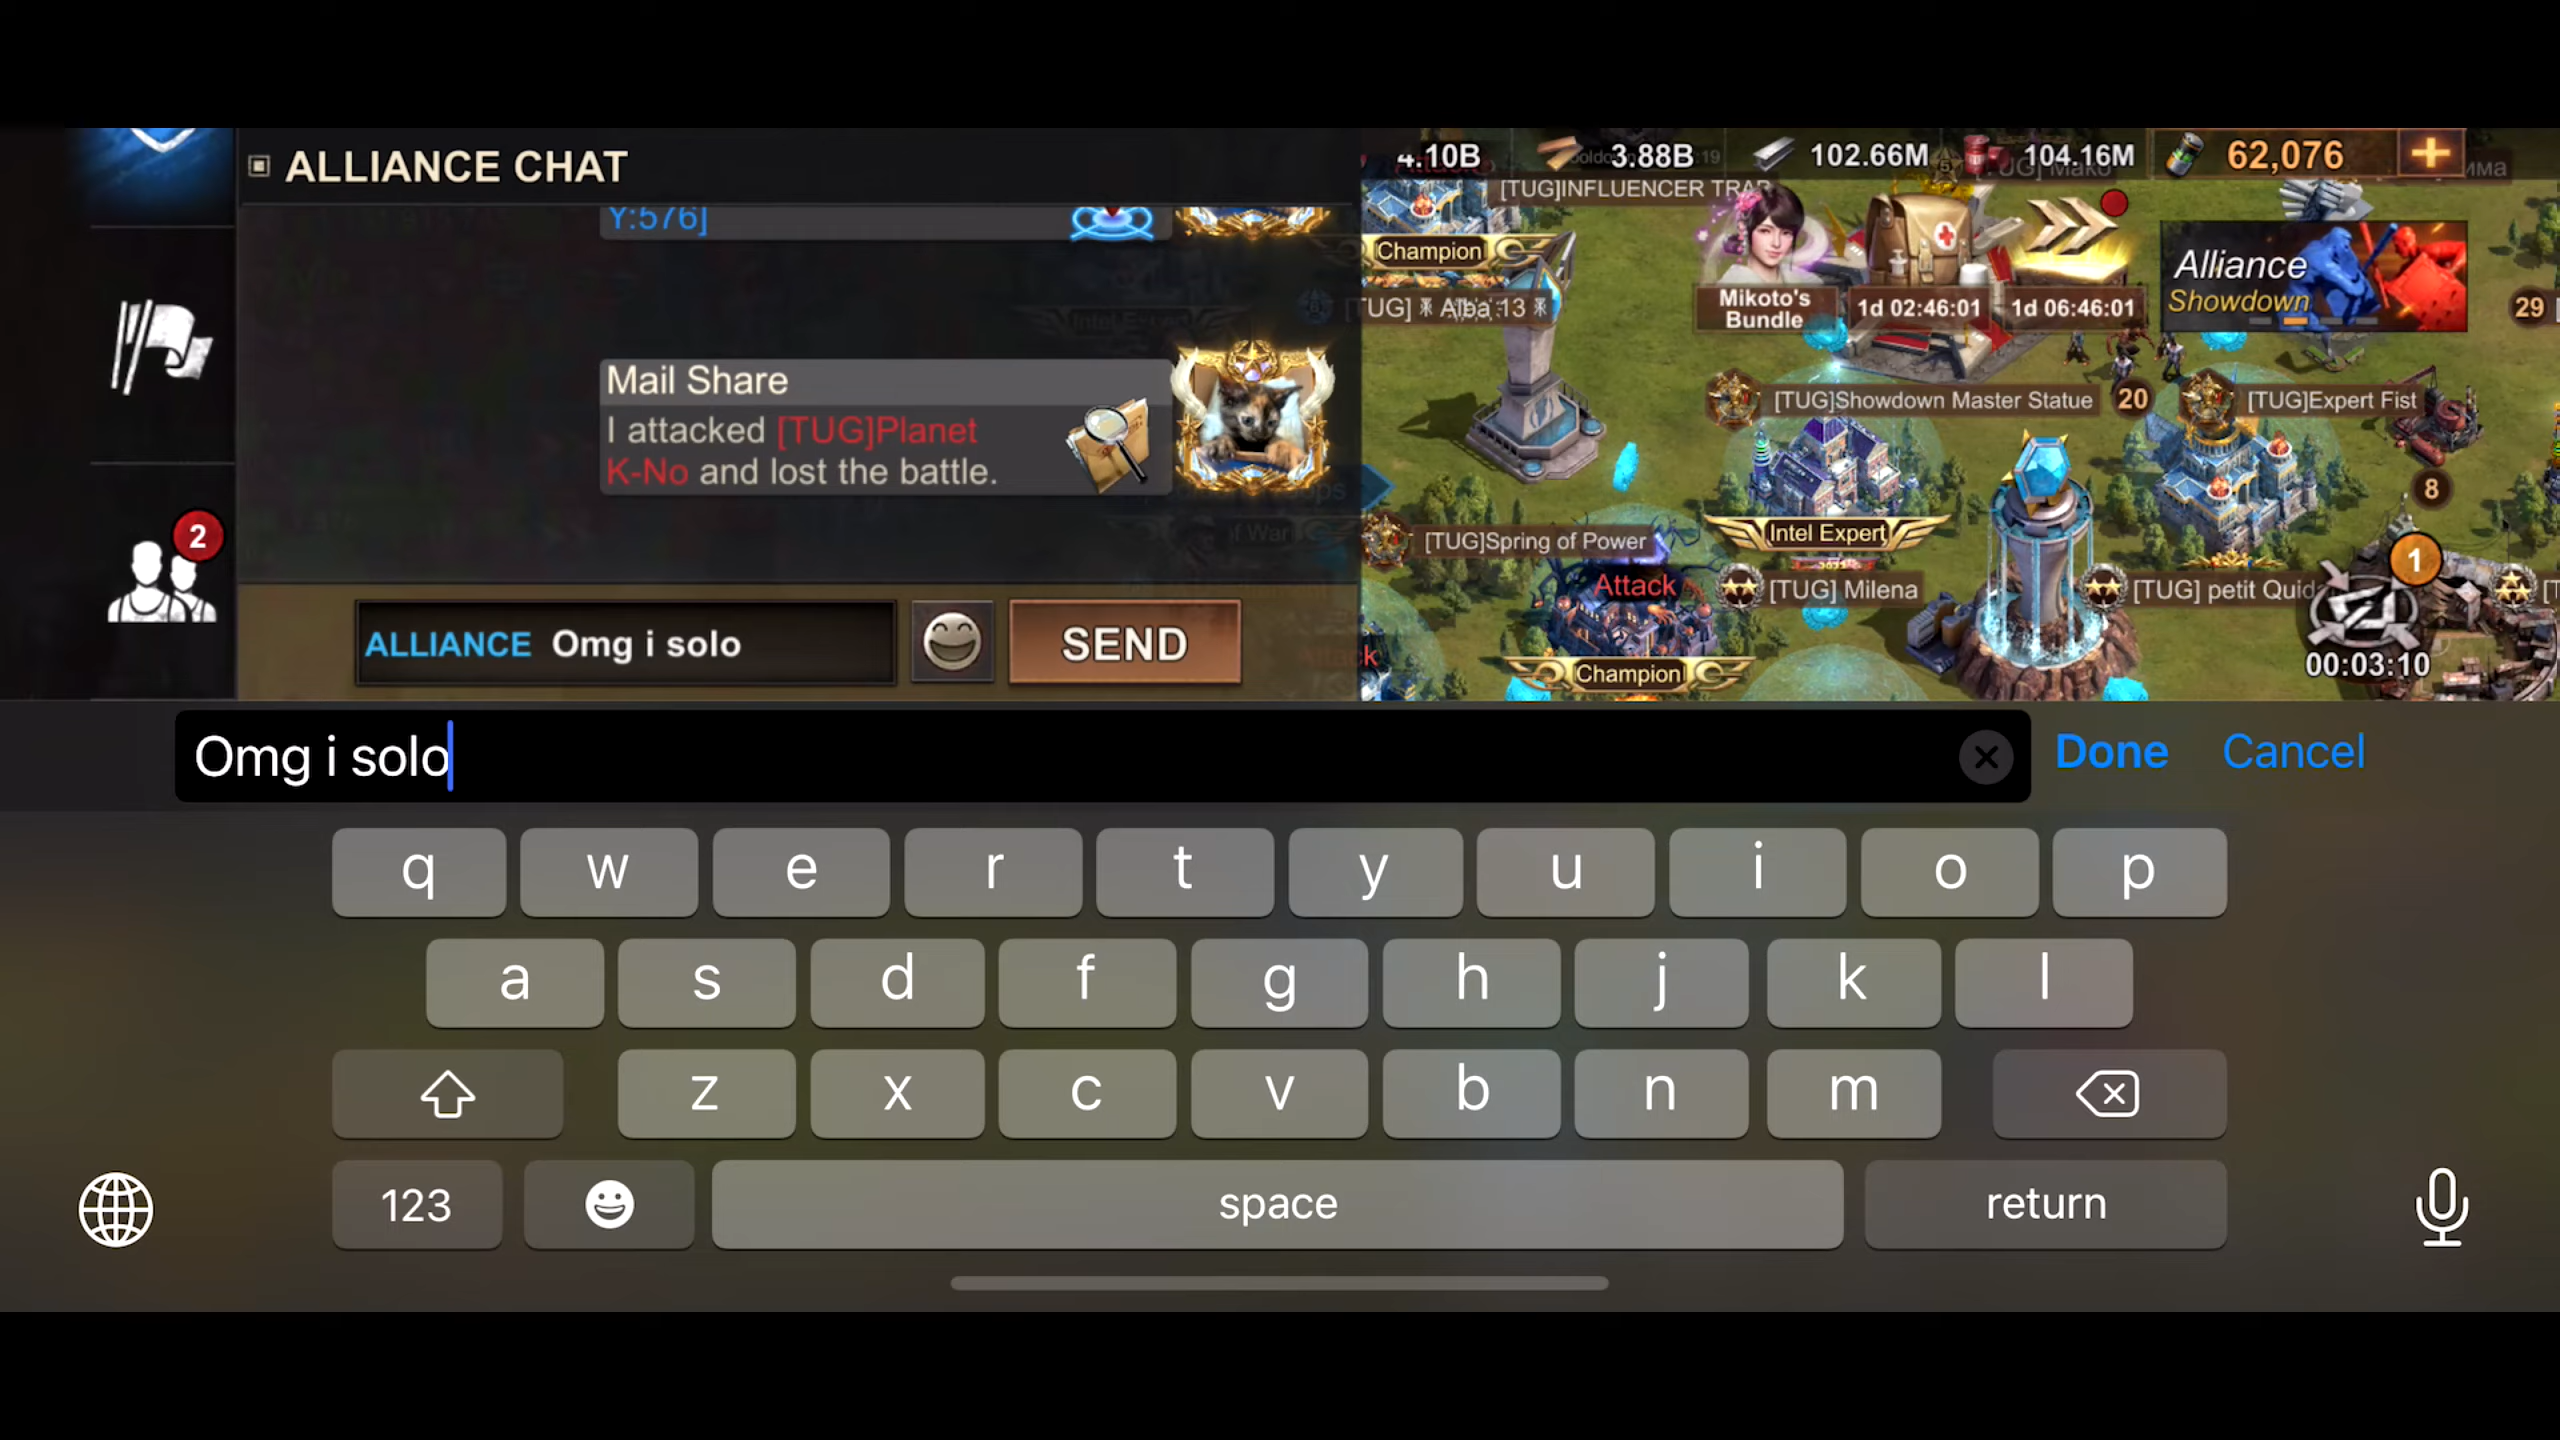 ALLIANCE CHAT
Y:576]
Mail Share
I attacked [TUG]Planet
K-No and lost the battle.
2
ALLIANCE Omg i solo
SEND
4.10B 3.88B 102.66M 104.16M 62,076
[TUG]INFLUENCER TRAP
Champion
Alba 13
Mikoto's
Bundle
1d 02:46:01
1d 06:46:01
Alliance
Showdown
29
[TUG]Showdown Master Statue
20
[TUG]Expert Fist
8
[TUG]Spring of Power
Intel Expert
Attack
[TUG] Milena
[TUG] petit Quid
1
Champion
00:03:10
Omg i solo
Done
Cancel
q w e r t y u i o p
a s d f g h j k l
z x c v b n m
123
space
return